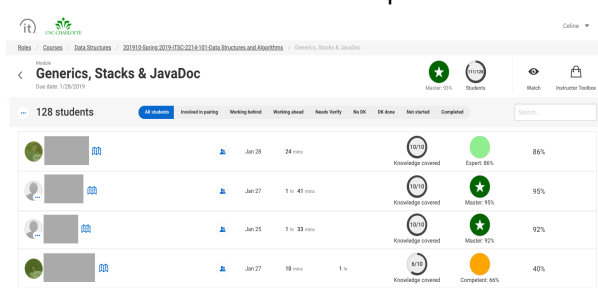 it
UNC CHARLOTTE
Celine
Roles / Courses / Data Structures / 201910-Spring 2019-ITSC-2214-101-Data Structures and Algorithms / Generics, Stacks & JavaDoc
Module
Generics, Stacks & JavaDoc
Due date: 1/28/2019
111/128
Master: 93% Students Watch Instructor Toolbox
128 students All students Involved in pairing Working behind Working ahead Needs Verify No DK DK done Not started Completed Search...
Jan 28 24 mins 10/10 Knowledge covered Expert: 86% 86%
Jan 27 1 hr 41 mins 10/10 Knowledge covered Master: 95% 95%
Jan 25 1 hr 33 mins 10/10 Knowledge covered Master: 92% 92%
Jan 27 10 mins 1 hr 6/10 Knowledge covered Competent: 66% 40%